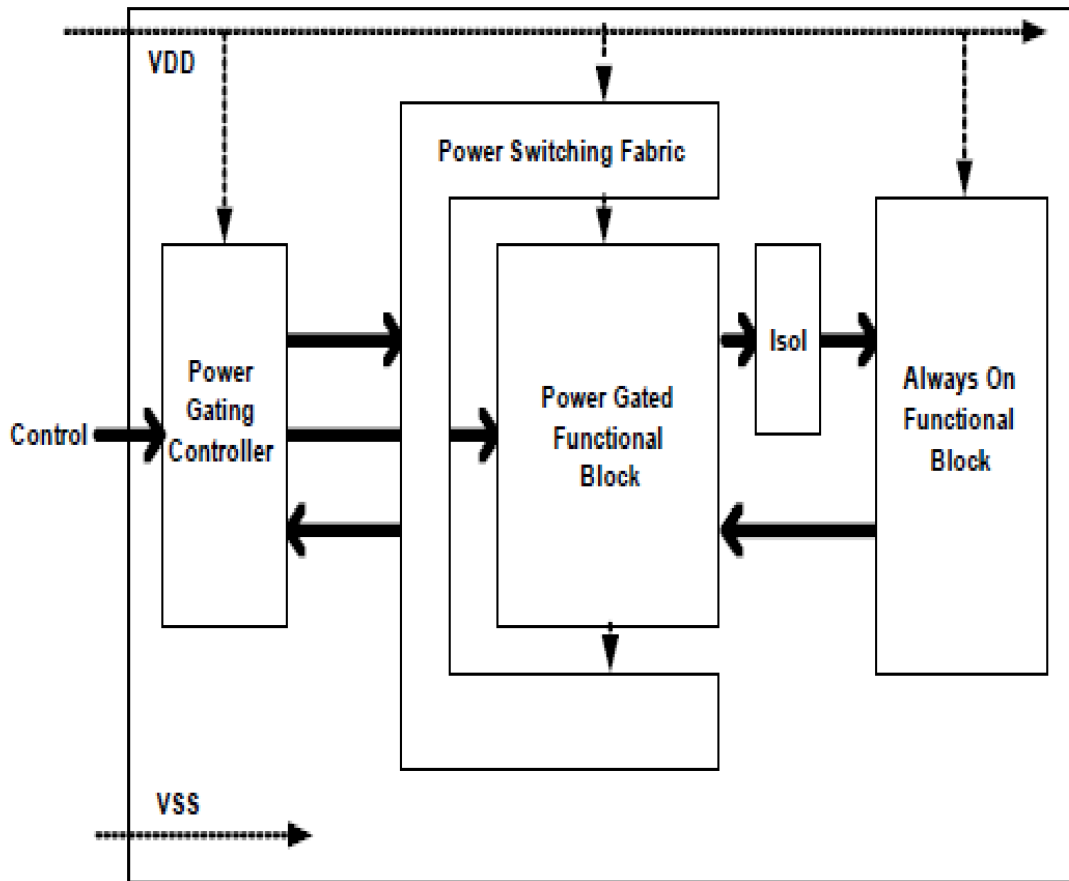 VDD
Power Switching Fabric
Power
Gating
Controller
Control
Power Gated
Functional
Block
Isol
Always On
Functional
Block
VSS